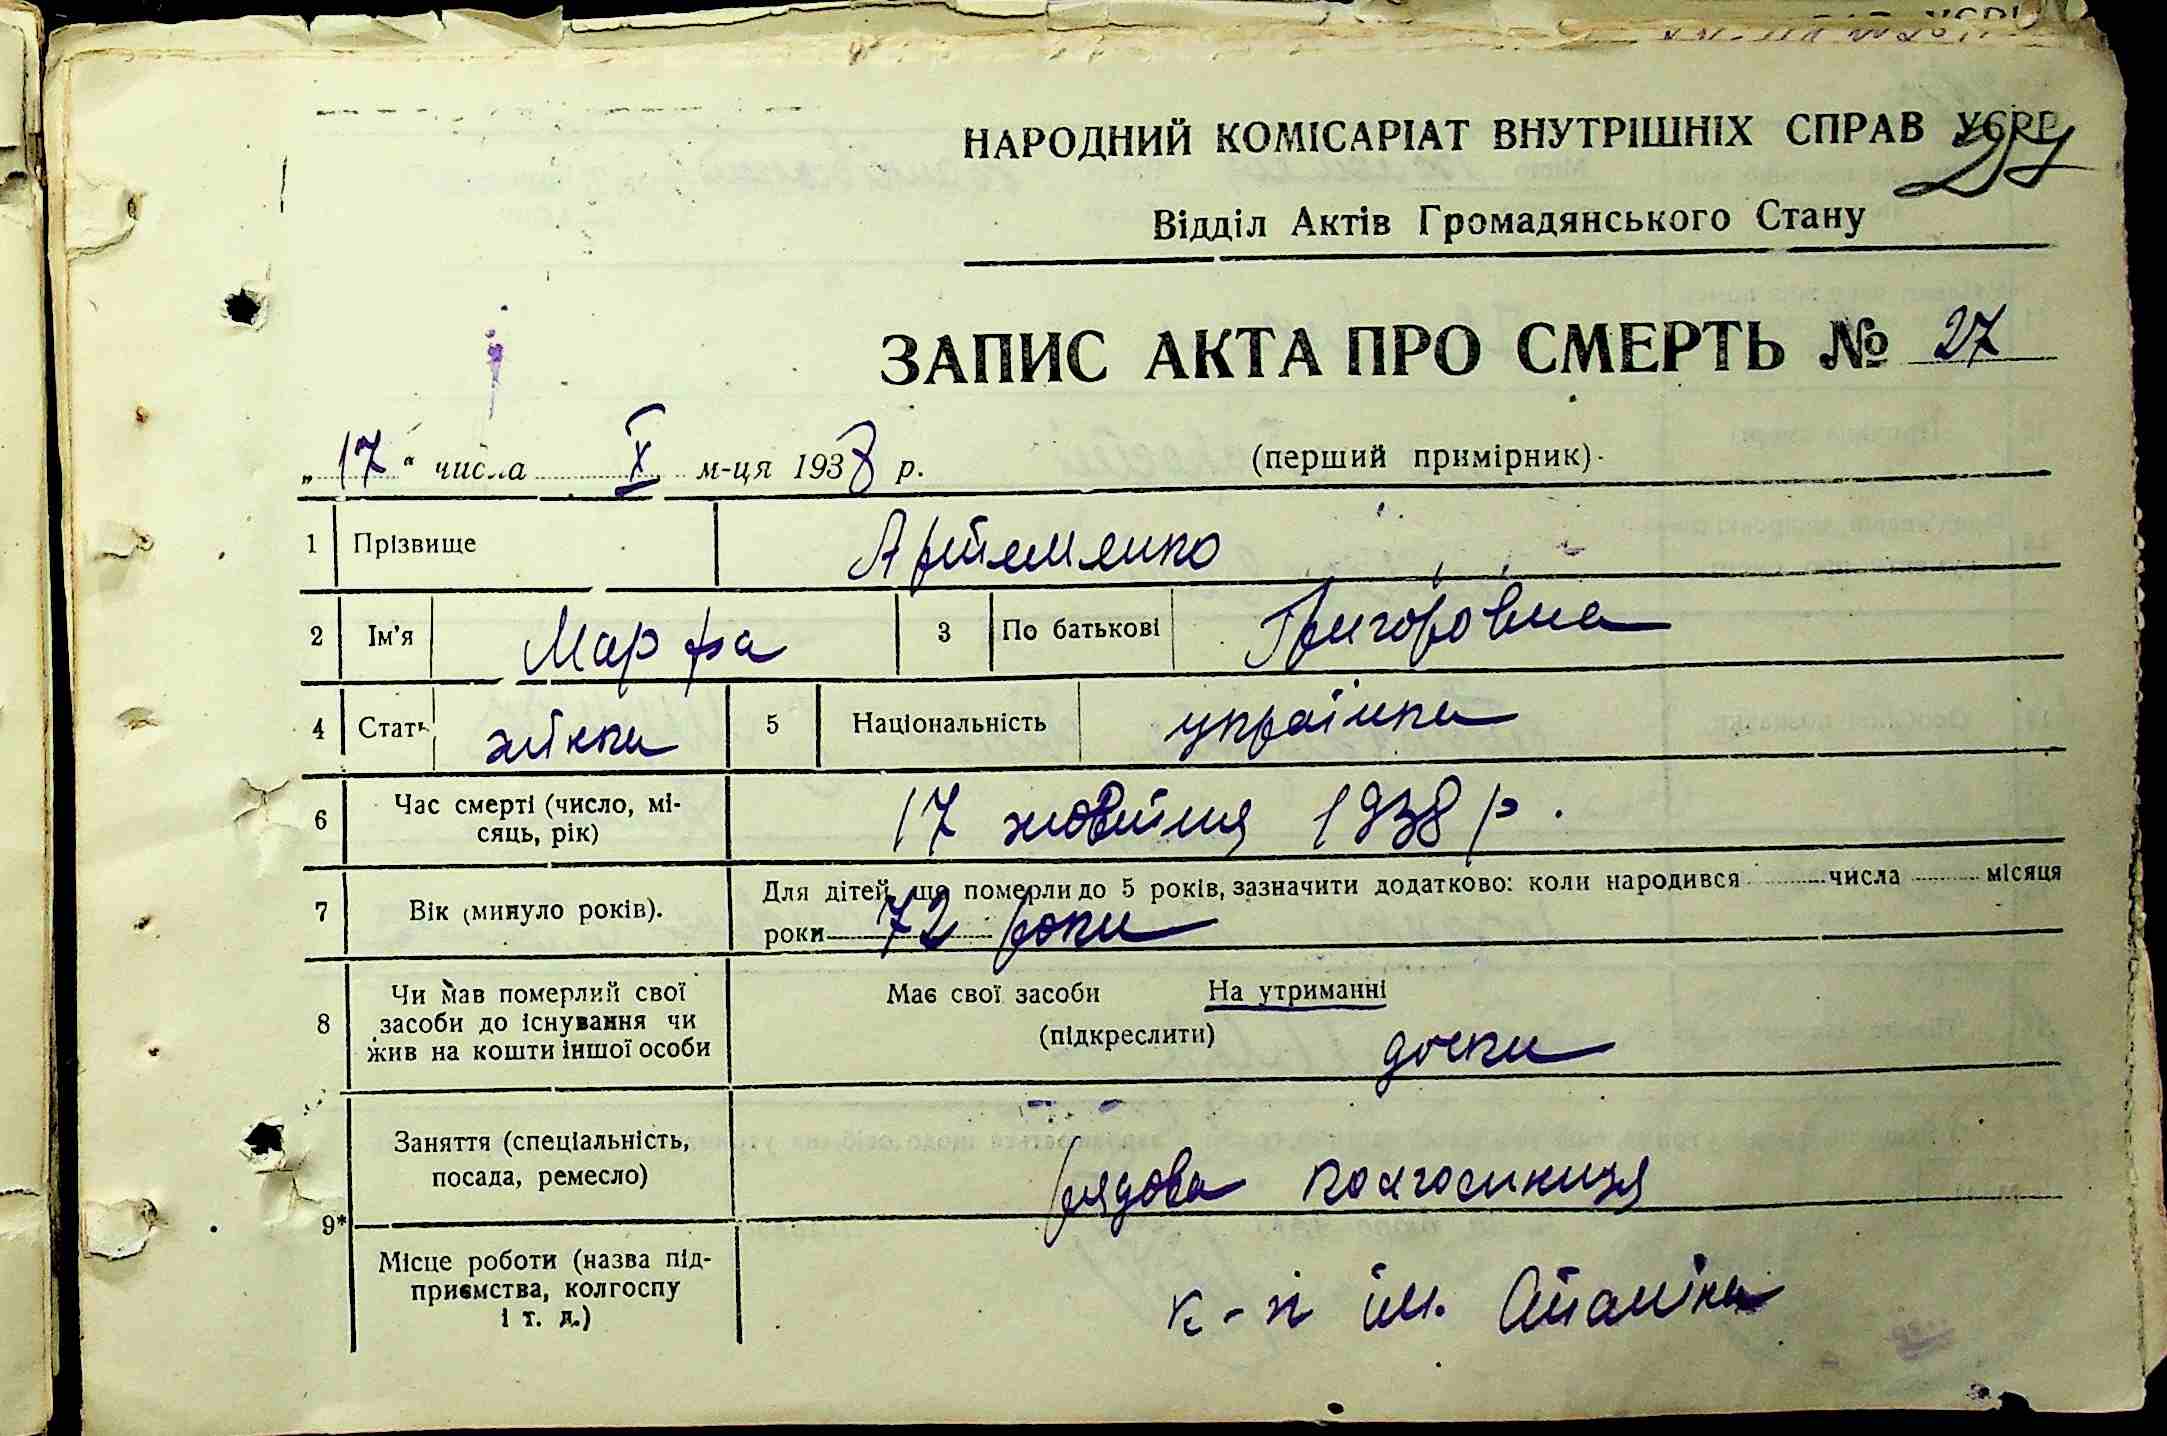 НАРОДНИЙ КОМІСАРІАТ ВНУТРІШНІХ СПРАВ УСРР
Відділ Актів Громадянського Стану
ЗАПИС АКТА ПРО СМЕРТЬ № 27
„17“ числа X м-ця 1938 р. (перший примірник).
1 Прізвище Артеменко
2 Ім'я Марфа 3 По батькові Григоровна
4 Стать жінка 5 Національність українка
6 Час смерті (число, мі-
сяць, рік) 17 жовтня 1938 р.
7 Вік (минуло років). Для дітей, що померли до 5 років, зазначити додатково: коли народився числа місяця
роки 72 роки
8 Чи мав померлий свої
засоби до існування чи
жив на кошти іншої особи
Має свої засоби На утриманні
(підкреслити) дочки
9* Заняття (спеціальність,
посада, ремесло) рядова колгоспниця
Місце роботи (назва під-
приємства, колгоспу
і т. д.) к-п ім. Сталіна